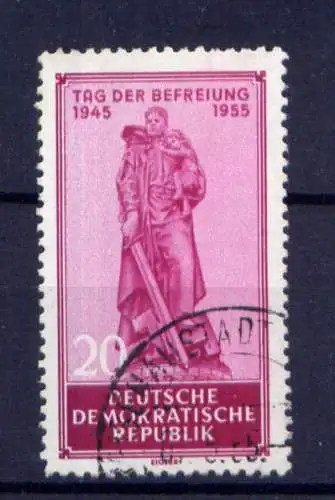 TAG DER BEFREIUNG
1945 1955
20
DEUTSCHE
DEMOKRATISCHE
REPUBLIK